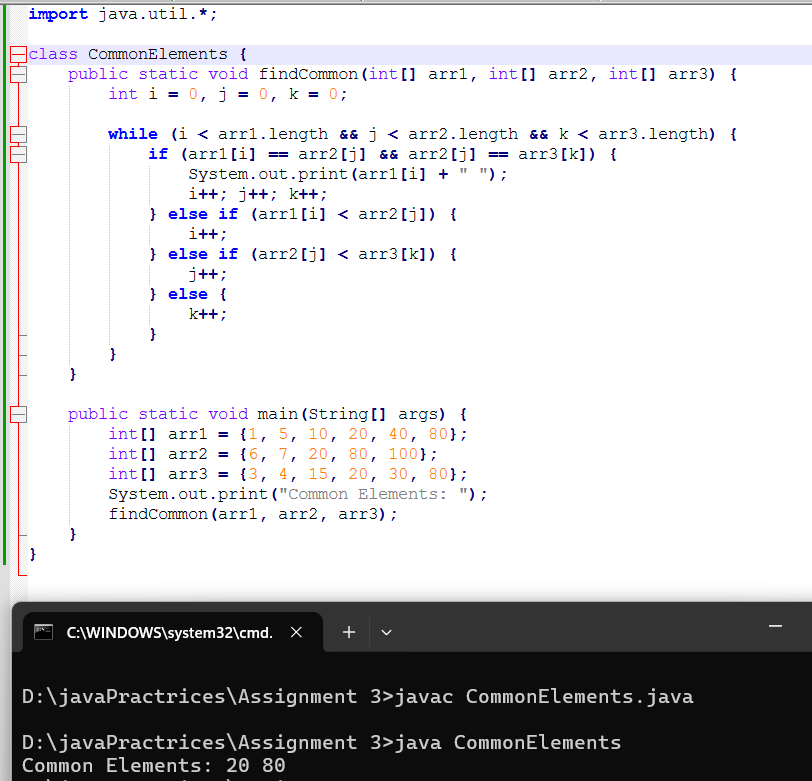 import java.util.*;
class CommonElements {
public static void findCommon(int[] arr1, int[] arr2, int[] arr3) {
int i = 0, j = 0, k = 0;
while (i < arr1.length && j < arr2.length && k < arr3.length) {
if (arr1[i] == arr2[j] && arr2[j] == arr3[k]) {
System.out.print(arr1[i] + " ");
i++; j++; k++;
} else if (arr1[i] < arr2[j]) {
i++;
} else if (arr2[j] < arr3[k]) {
j++;
} else {
k++;
}
}
}
public static void main(String[] args) {
int[] arr1 = {1, 5, 10, 20, 40, 80};
int[] arr2 = {6, 7, 20, 80, 100};
int[] arr3 = {3, 4, 15, 20, 30, 80};
System.out.print("Common Elements: ");
findCommon(arr1, arr2, arr3);
}
}
C:\WINDOWS\system32\cmd.
D:\javaPractrices\Assignment 3>javac CommonElements.java
D:\javaPractrices\Assignment 3>java CommonElements
Common Elements: 20 80